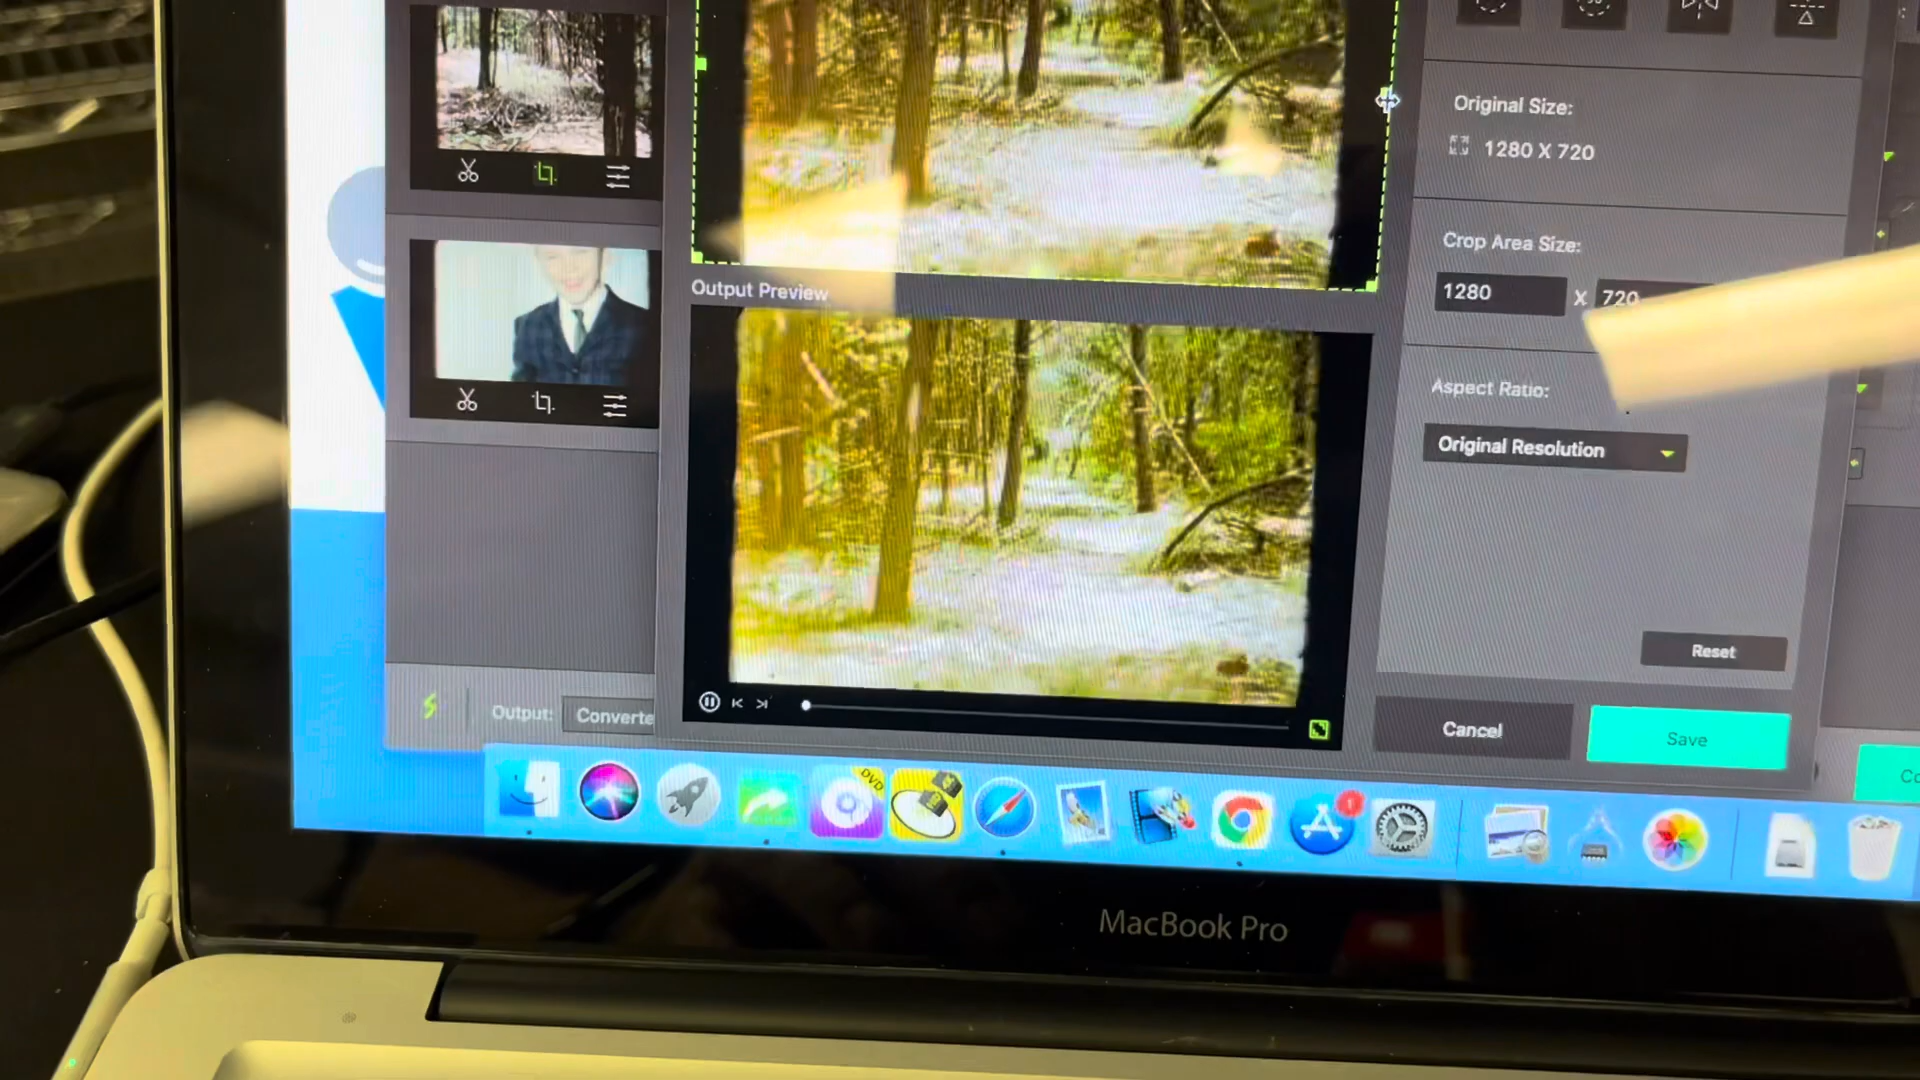 Original Size:
1280 X 720
Crop Area Size:
1280 X 720
Output Preview
Aspect Ratio:
Original Resolution
Reset
Output: Converte
Cancel
Save
DVD
MacBook Pro